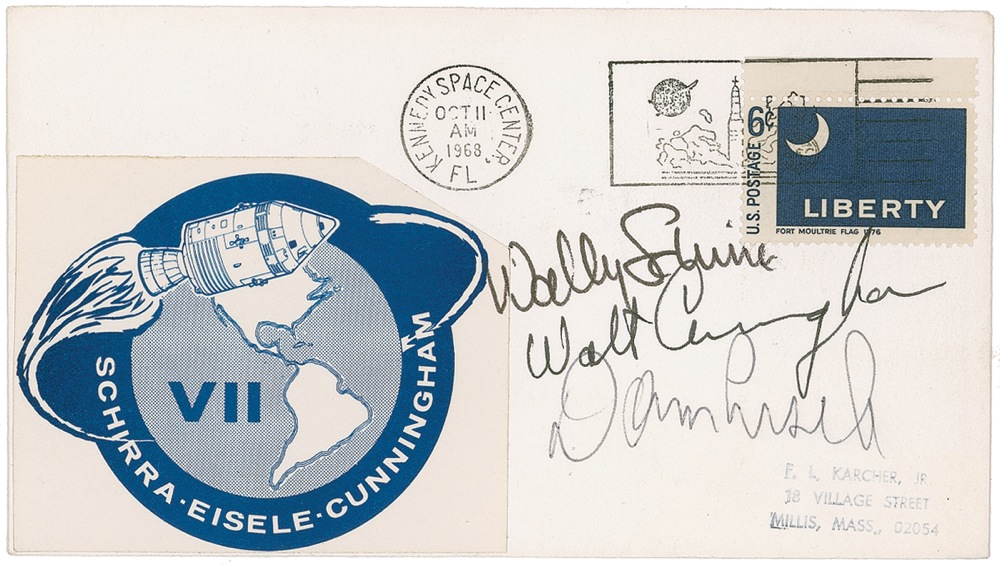 KENNEDY SPACE CENTER, FL
OCT 11
AM
1968
U.S. POSTAGE 6¢
LIBERTY
FORT MOULTRIE FLAG 1776
Wally Schirra
Walt Cunningham
Donn Eisele
VII
SCHIRRA·EISELE·CUNNINGHAM
E. L. KARCHER, JR.
18 VILLAGE STREET
MILLIS, MASS., 02054